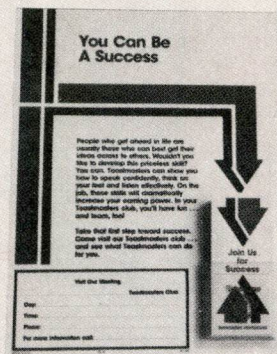 You Can Be
A Success
People who get ahead in life are
usually those who can best get their
ideas across to others. Wouldn't you
like to develop this priceless skill?
You can. Toastmasters can show you
how to speak confidently, think on
your feet and listen effectively. On the
job, these skills will dramatically
increase your earning power. In your
Toastmasters club, you'll have fun ...
and learn, too!
Take that first step toward success.
Come visit our Toastmasters club ...
and see what Toastmasters can do
for you.
Join Us
for
Success
Visit Our Meeting
Toastmasters Club
Day:
Time:
Place:
For more information call: